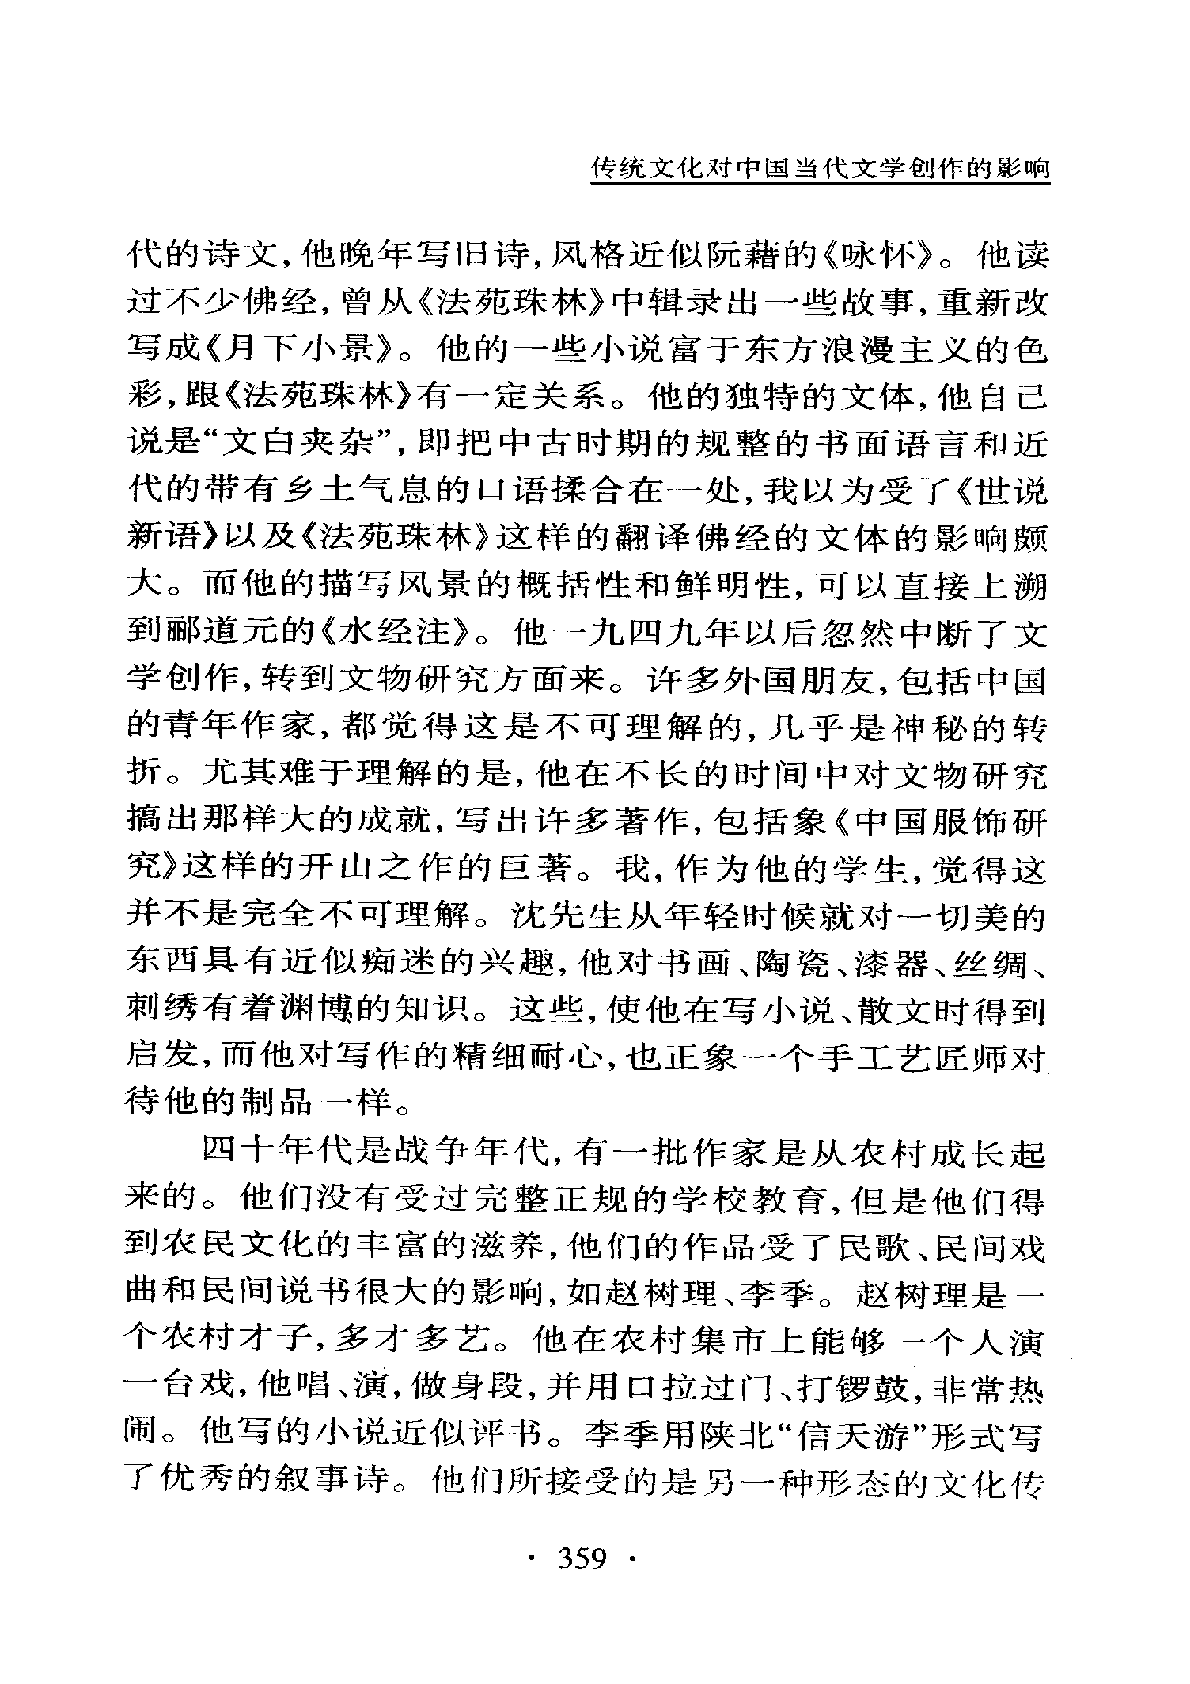 传统文化对中国当代文学创作的影响
代的诗文，他晚年写旧诗，风格近似阮藉的《咏怀》。他读
过不少佛经，曾从《法苑珠林》中辑录出一些故事，重新改
写成《月下小景》。他的一些小说富于东方浪漫主义的色
彩，跟《法苑珠林》有一定关系。他的独特的文体，他自己
说是“文白夹杂”，即把中古时期的规整的书面语言和近
代的带有乡土气息的口语揉合在一处，我以为受了《世说
新语》以及《法苑珠林》这样的翻译佛经的文体的影响颇
大。而他的描写风景的概括性和鲜明性，可以直接上溯
到郦道元的《水经注》。他一九四九年以后忽然中断了文
学创作，转到文物研究方面来。许多外国朋友，包括中国
的青年作家，都觉得这是不可理解的，几乎是神秘的转
折。尤其难于理解的是，他在不长的时间中对文物研究
搞出那样大的成就，写出许多著作，包括象《中国服饰研
究》这样的开山之作的巨著。我，作为他的学生，觉得这
并不是完全不可理解。沈先生从年轻时候就对一切美的
东西具有近似痴迷的兴趣，他对书画、陶瓷、漆器、丝绸、
刺绣有着渊博的知识。这些，使他在写小说、散文时得到
启发，而他对写作的精细耐心，也正象一个手工艺匠师对
待他的制品一样。
四十年代是战争年代，有一批作家是从农村成长起
来的。他们没有受过完整正规的学校教育，但是他们得
到农民文化的丰富的滋养，他们的作品受了民歌、民间戏
曲和民间说书很大的影响，如赵树理、李季。赵树理是一
个农村才子，多才多艺。他在农村集市上能够一个人演
一台戏，他唱、演，做身段，并用口拉过门、打锣鼓，非常热
闹。他写的小说近似评书。李季用陕北“信天游”形式写
了优秀的叙事诗。他们所接受的是另一种形态的文化传
· 359 ·